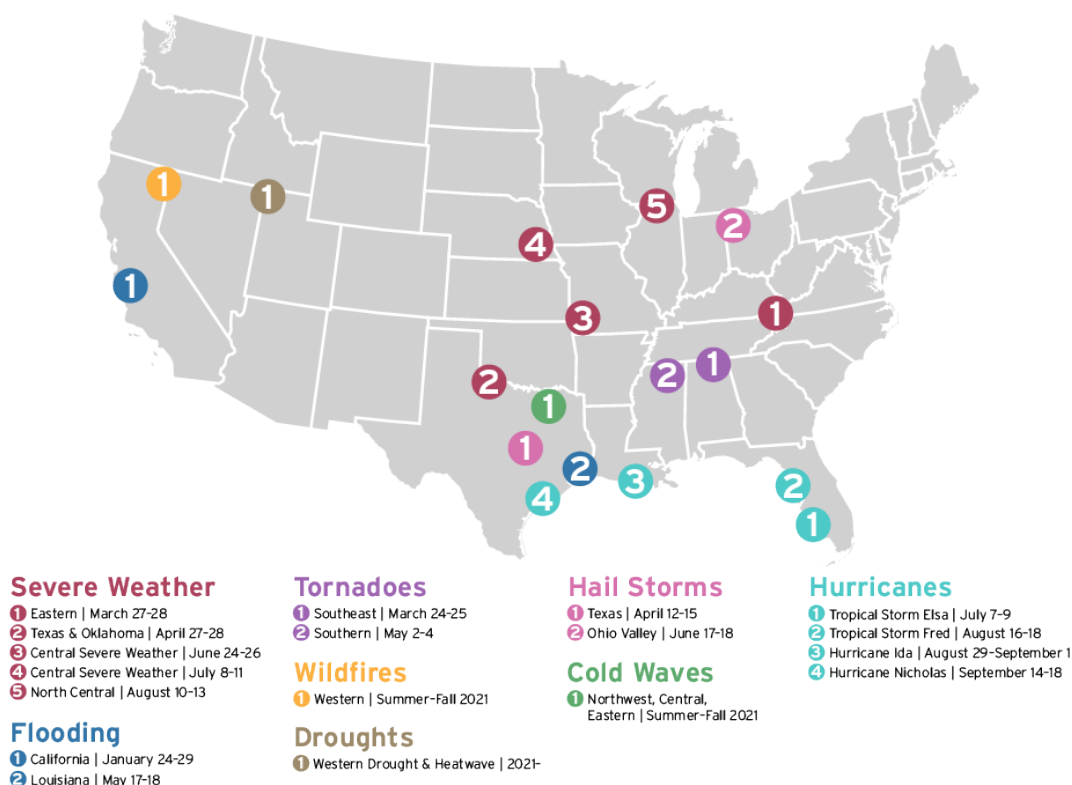 1
1
1
5
2
4
1
3
1
2
2
1
1
2
3
4
2
1
Severe Weather
1 Eastern | March 27-28
2 Texas & Oklahoma | April 27-28
3 Central Severe Weather | June 24-26
4 Central Severe Weather | July 8-11
5 North Central | August 10-13
Flooding
1 California | January 24-29
2 Louisiana | May 17-18
Tornadoes
1 Southeast | March 24-25
2 Southern | May 2-4
Wildfires
1 Western | Summer-Fall 2021
Droughts
1 Western Drought & Heatwave | 2021-
Hail Storms
1 Texas | April 12-15
2 Ohio Valley | June 17-18
Cold Waves
1 Northwest, Central,
Eastern | Summer-Fall 2021
Hurricanes
1 Tropical Storm Elsa | July 7-9
2 Tropical Storm Fred | August 16-18
3 Hurricane Ida | August 29-September 1
4 Hurricane Nicholas | September 14-18